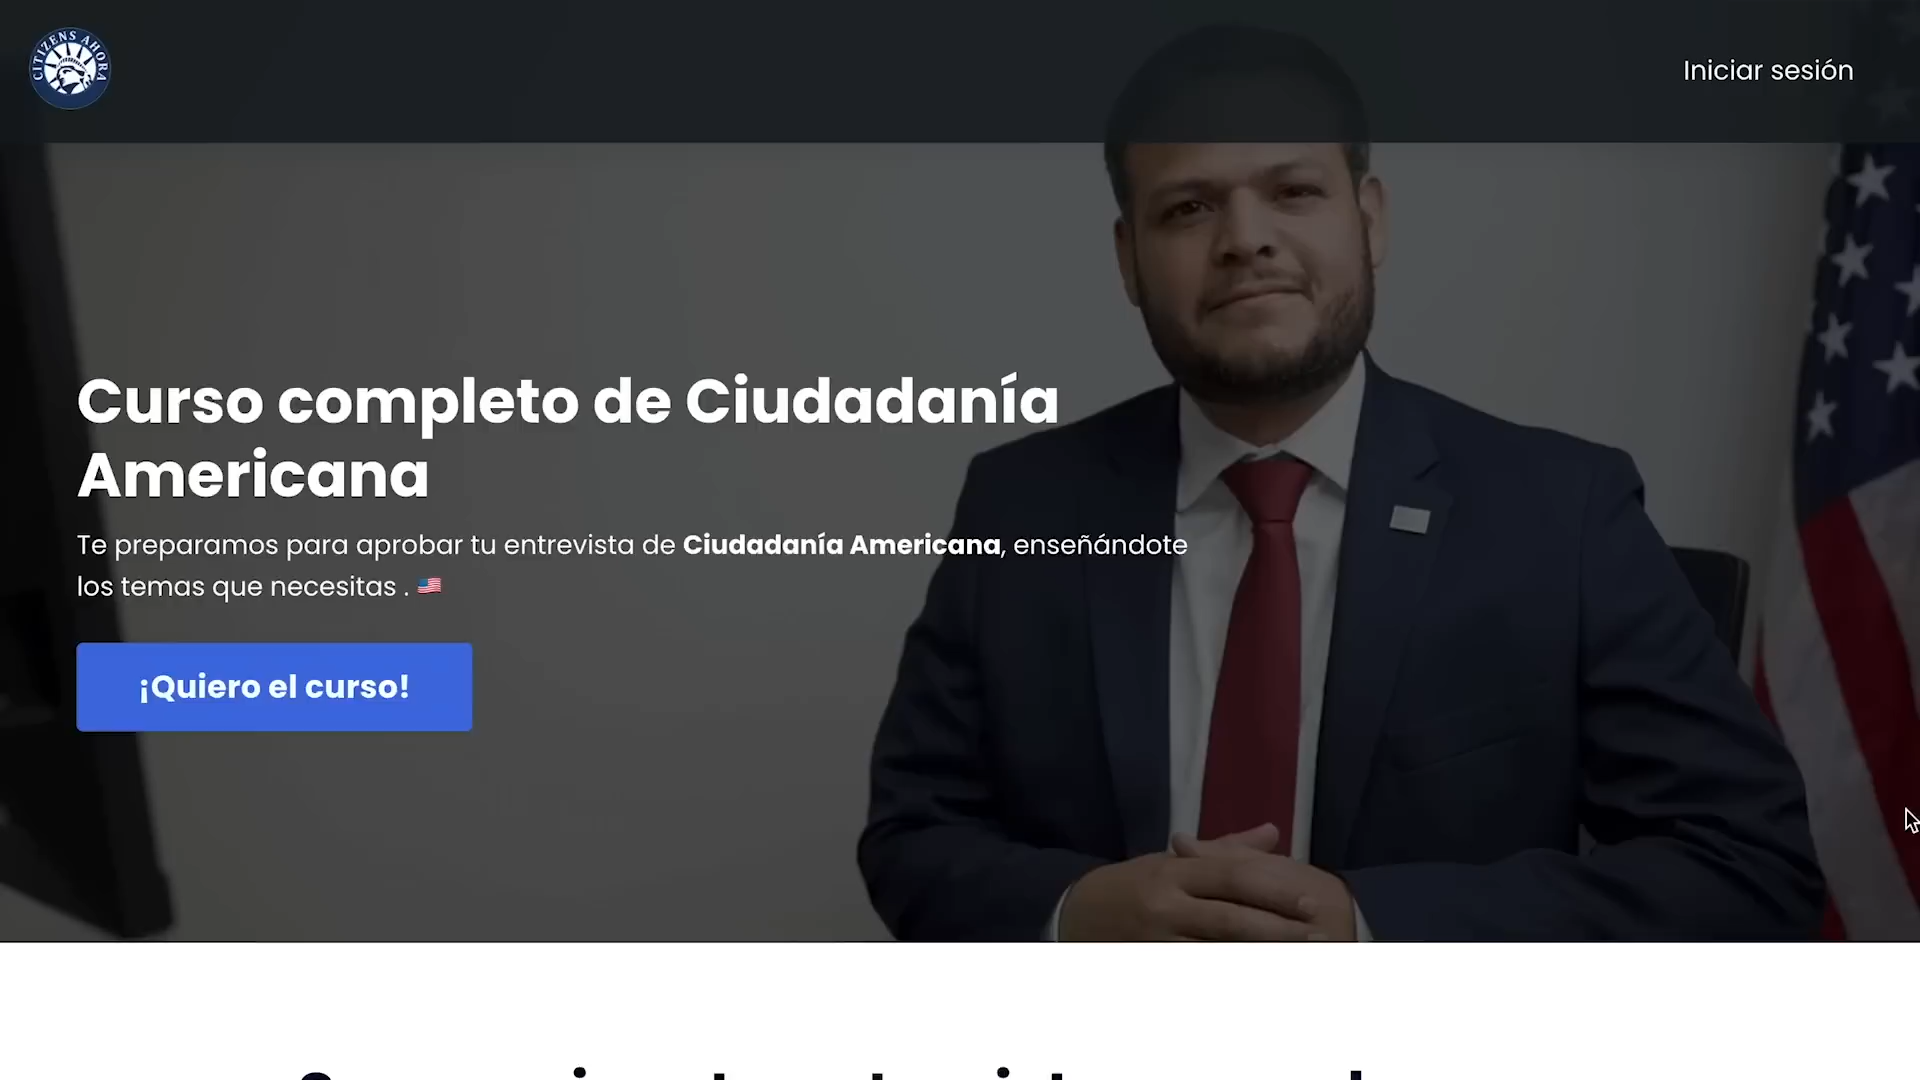 CITIZENS AHORA
Iniciar sesión
Curso completo de Ciudadanía
Americana
Te preparamos para aprobar tu entrevista de Ciudadanía Americana, enseñándote
los temas que necesitas . 🇺🇸
¡Quiero el curso!